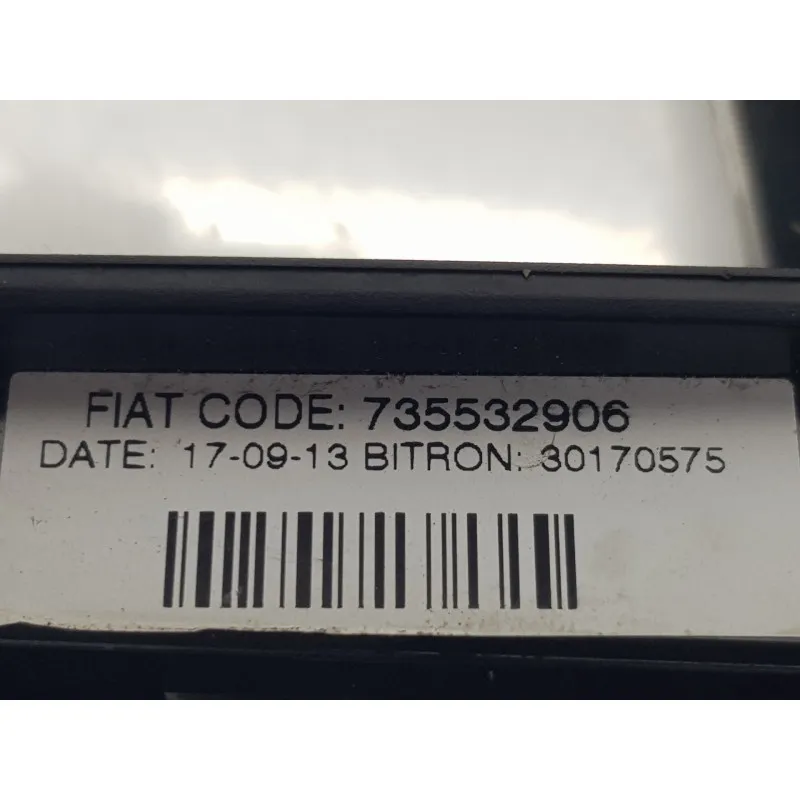 FIAT CODE: 735532906
DATE: 17-09-13 BITRON: 30170575